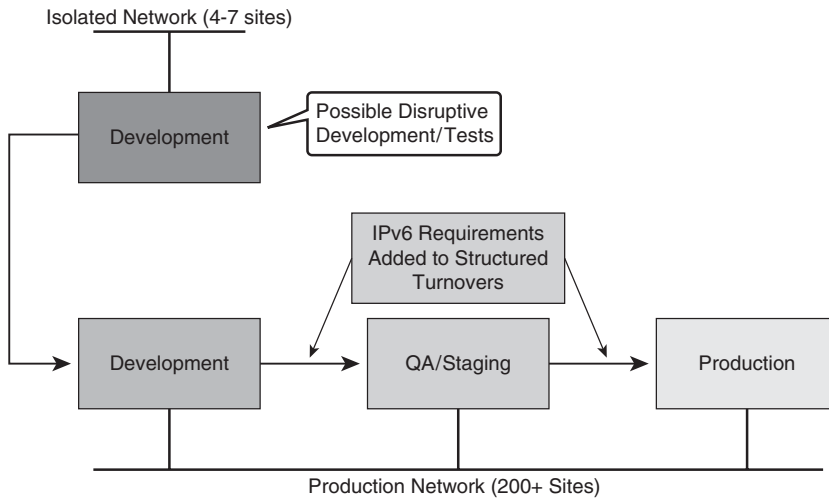 Isolated Network (4-7 sites)
Development
Possible Disruptive
Development/Tests
IPv6 Requirements
Added to Structured
Turnovers
Development
QA/Staging
Production
Production Network (200+ Sites)